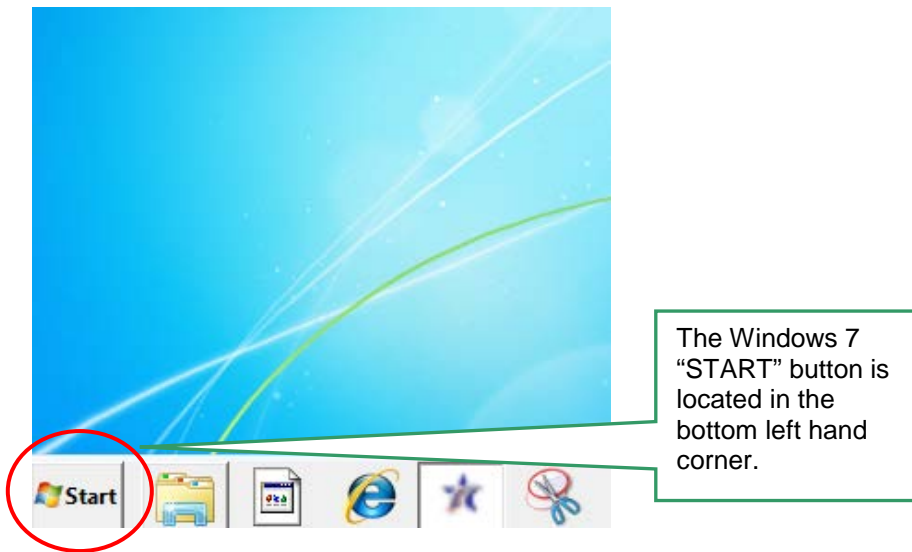 The Windows 7
“START” button is
located in the
bottom left hand
corner.
Start